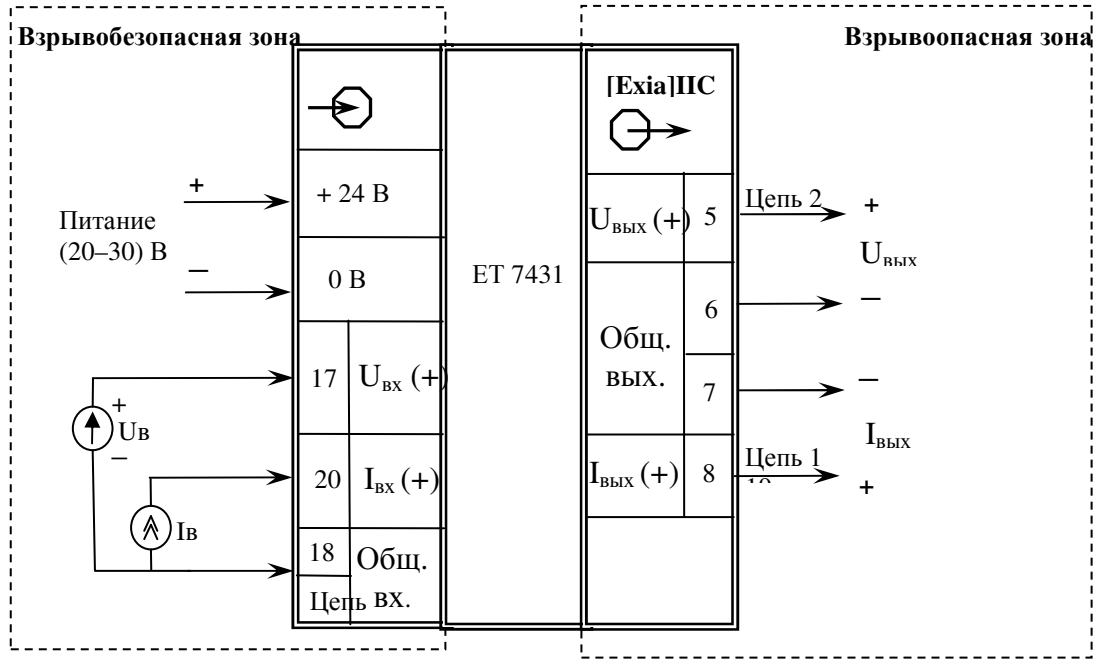 Взрывобезопасная зона
Взрывоопасная зона
[Exia]IIC
+
+ 24 В
Питание
(20–30) В
–
0 В
ЕТ 7431
17
Uвх (+)
+
Uв
–
20
Iвх (+)
Iв
18
Общ.
Цепь вх.
Uвых (+)
5
Цепь 2
+
Uвых
6
–
Общ.
вых.
7
–
Iвых
Iвых (+)
8
Цепь 1
+